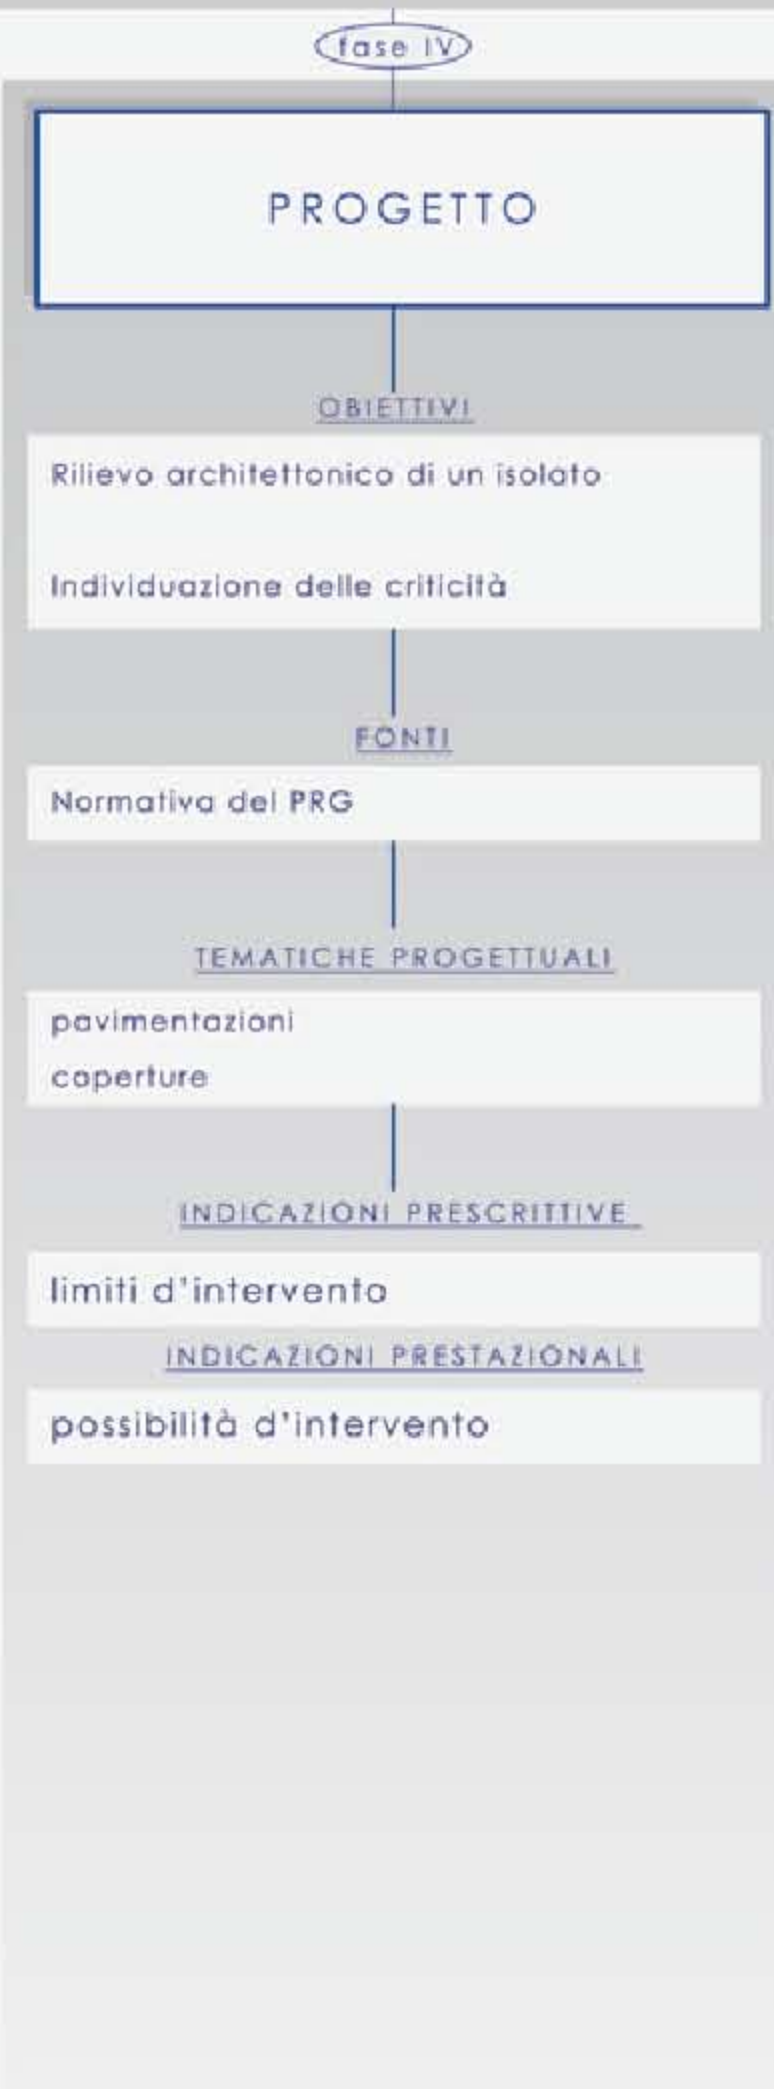 fase IV
PROGETTO
OBIETTIVI
Rilievo architettonico di un isolato
Individuazione delle criticità
FONTI
Normativa del PRG
TEMATICHE PROGETTUALI
pavimentazioni
coperture
INDICAZIONI PRESCRITTIVE
limiti d'intervento
INDICAZIONI PRESTAZIONALI
possibilità d'intervento